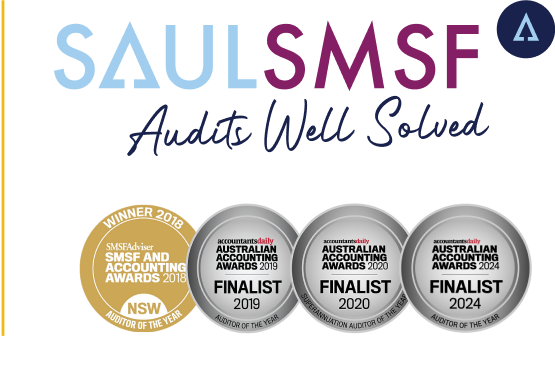 SAULSMSF
Audits Well Solved
WINNER 2018
SMSFAdviser
SMSF AND
ACCOUNTING
AWARDS 2018
NSW
AUDITOR OF THE YEAR
accountantsdaily
AUSTRALIAN
ACCOUNTING
AWARDS 2019
FINALIST
2019
AUDITOR OF THE YEAR
accountantsdaily
AUSTRALIAN
ACCOUNTING
AWARDS 2020
FINALIST
2020
SUPERANNUATION AUDITOR OF THE YEAR
accountantsdaily
AUSTRALIAN
ACCOUNTING
AWARDS 2024
FINALIST
2024
AUDITOR OF THE YEAR